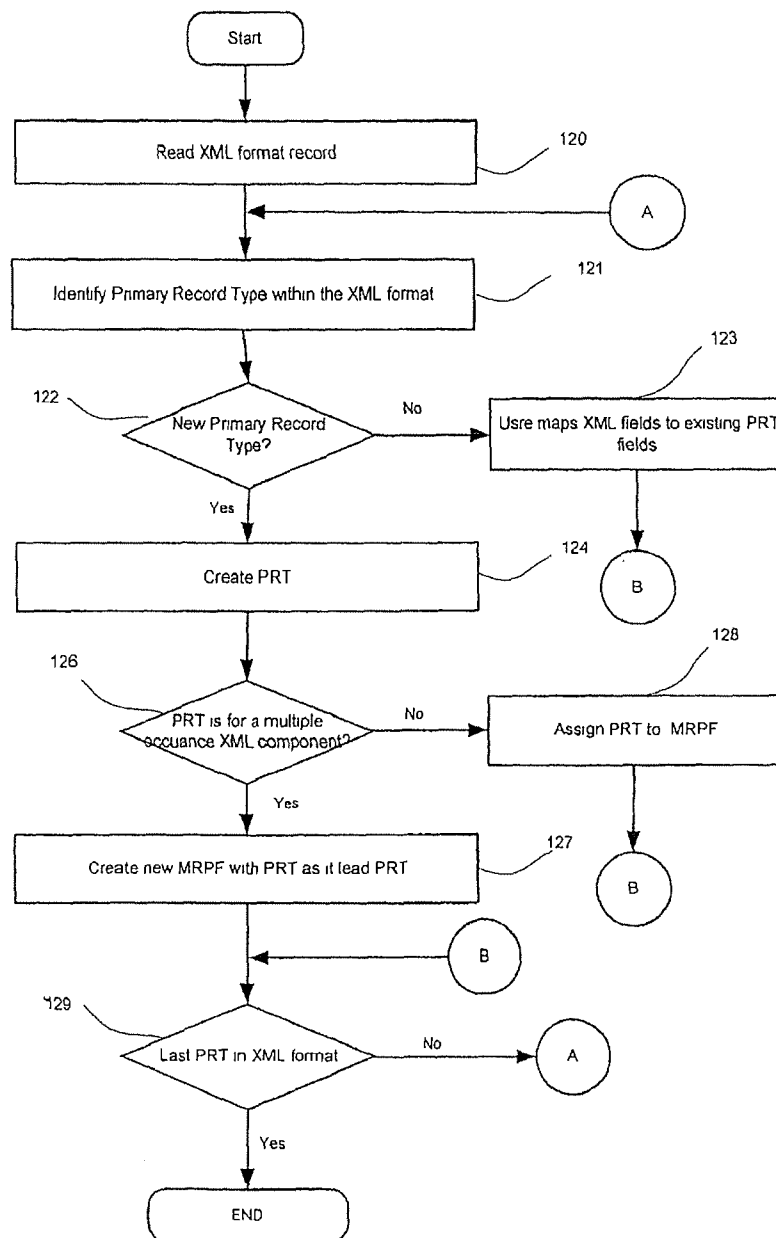 Start
Read XML format record
120
A
Identify Primary Record Type within the XML format
121
122
New Primary Record
Type?
No
123
Usre maps XML fields to existing PRT
fields
Yes
B
Create PRT
124
126
PRT is for a multiple
occuance XML component?
No
128
Assign PRT to MRPF
Yes
B
Create new MRPF with PRT as it lead PRT
127
B
129
Last PRT in XML format
No
A
Yes
END